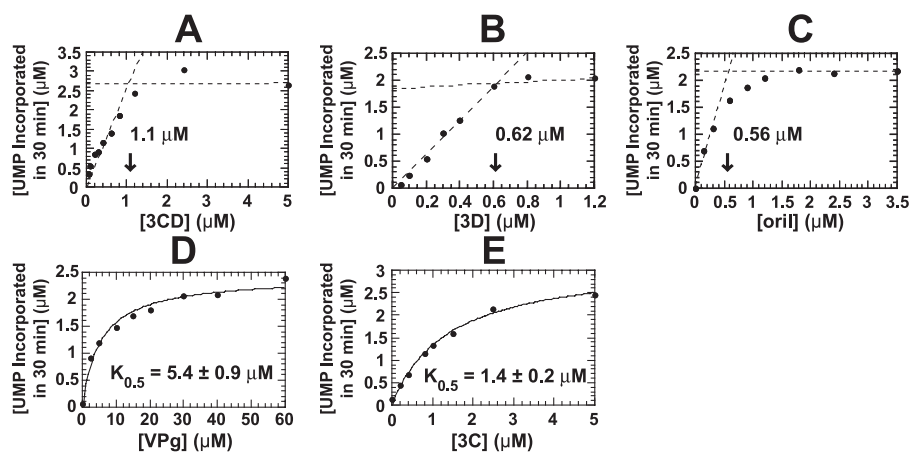 A
[UMP Incorporated
in 30 min] (μM)
3.5
3
2.5
2
1.5
1
0.5
0
1.1 μM
0 1 2 3 4 5
[3CD] (μM)
B
[UMP Incorporated
in 30 min] (μM)
2.5
2
1.5
1
0.5
0
0.62 μM
0.2 0.4 0.6 0.8 1 1.2
[3D] (μM)
C
[UMP Incorporated
in 30 min] (μM)
2.5
2
1.5
1
0.5
0
0.56 μM
0 0.5 1 1.5 2 2.5 3 3.5
[oriI] (μM)
D
[UMP Incorporated
in 30 min] (μM)
2.5
2
1.5
1
0.5
0
K0.5 = 5.4 ± 0.9 μM
0 10 20 30 40 50 60
[VPg] (μM)
E
[UMP Incorporated
in 30 min] (μM)
3
2.5
2
1.5
1
0.5
0
K0.5 = 1.4 ± 0.2 μM
0 1 2 3 4 5
[3C] (μM)